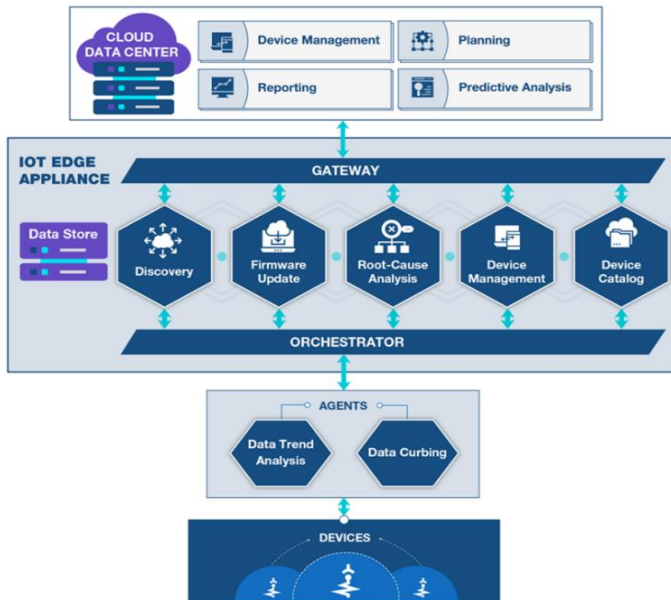 CLOUD
DATA CENTER
Device Management
Planning
Reporting
Predictive Analysis
IOT EDGE
APPLIANCE
GATEWAY
Data Store
Discovery
Firmware
Update
Root-Cause
Analysis
Device
Management
Device
Catalog
ORCHESTRATOR
AGENTS
Data Trend
Analysis
Data Curbing
DEVICES